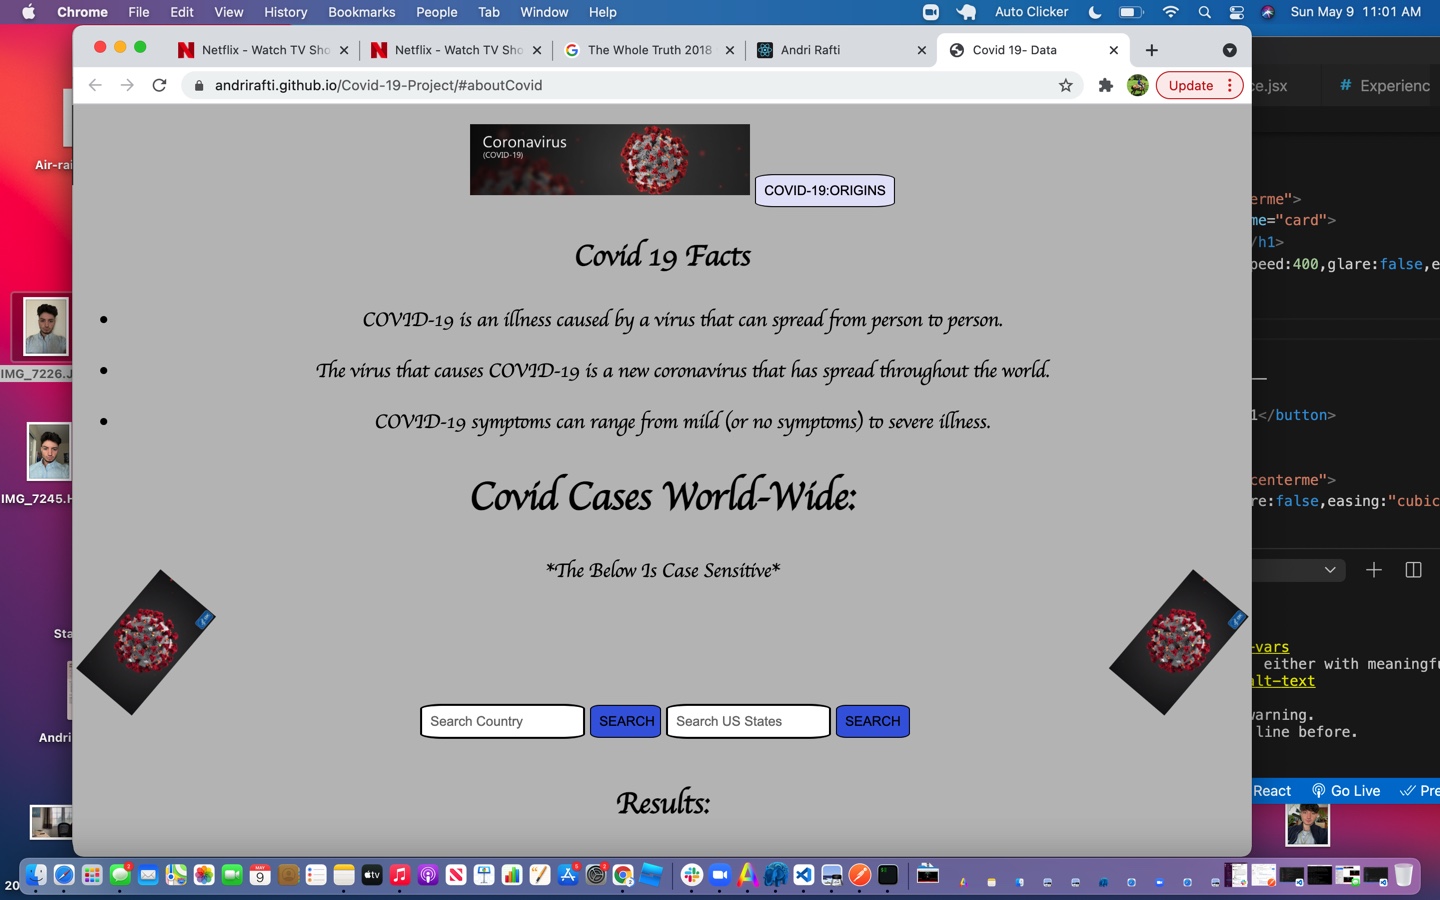 Chrome File Edit View History Bookmarks People Tab Window Help Auto Clicker Sun May 9 11:01 AM
Netflix - Watch TV Sho Netflix - Watch TV Sho The Whole Truth 2018 Andri Rafti Covid 19- Data
andrirafti.github.io/Covid-19-Project/#aboutCovid Update
ce.jsx # Experienc
Coronavirus
(COVID-19)
COVID-19:ORIGINS
Covid 19 Facts
• COVID-19 is an illness caused by a virus that can spread from person to person.
• The virus that causes COVID-19 is a new coronavirus that has spread throughout the world.
• COVID-19 symptoms can range from mild (or no symptoms) to severe illness.
Covid Cases World-Wide:
*The Below Is Case Sensitive*
Search Country SEARCH Search US States SEARCH
Results:
Air-rai
IMG_7226.J
IMG_7245.H
Sta
Andri
20
erme">
me="card">
/h1>
peed:400,glare:false,e
1</button>
centerme">
re:false,easing:"cubic
-vars
either with meaningfu
alt-text
warning.
line before.
React Go Live Pre
MAY
9
tv